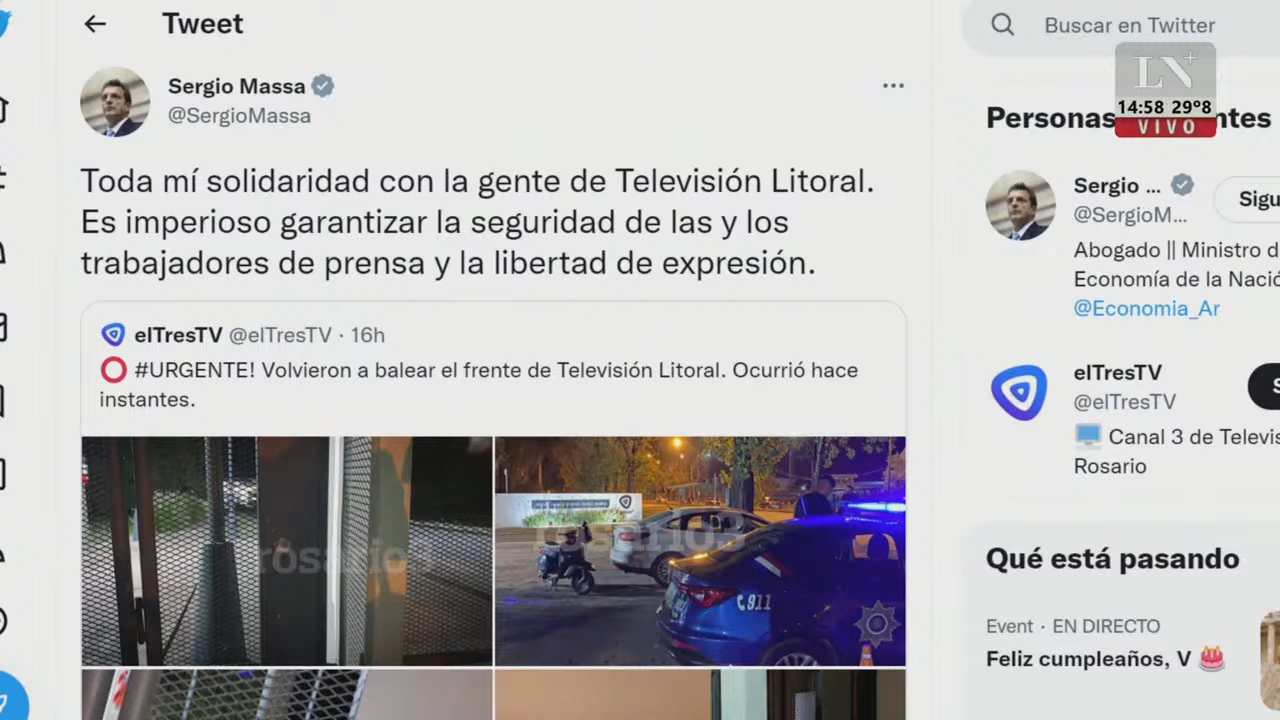 Tweet
Sergio Massa
@SergioMassa
Toda mí solidaridad con la gente de Televisión Litoral.
Es imperioso garantizar la seguridad de las y los
trabajadores de prensa y la libertad de expresión.
elTresTV @elTresTV · 16h
#URGENTE! Volvieron a balear el frente de Televisión Litoral. Ocurrió hace
instantes.
rosario
rosario3
911
Buscar en Twitter
LN+
14:58 29º8
VIVO
Personas ntes
Sergio ...
@SergioM...
Sigu
Abogado || Ministro d
Economía de la Nació
@Economia_Ar
elTresTV
@elTresTV
S
Canal 3 de Televis
Rosario
Qué está pasando
Event · EN DIRECTO
Feliz cumpleaños, V